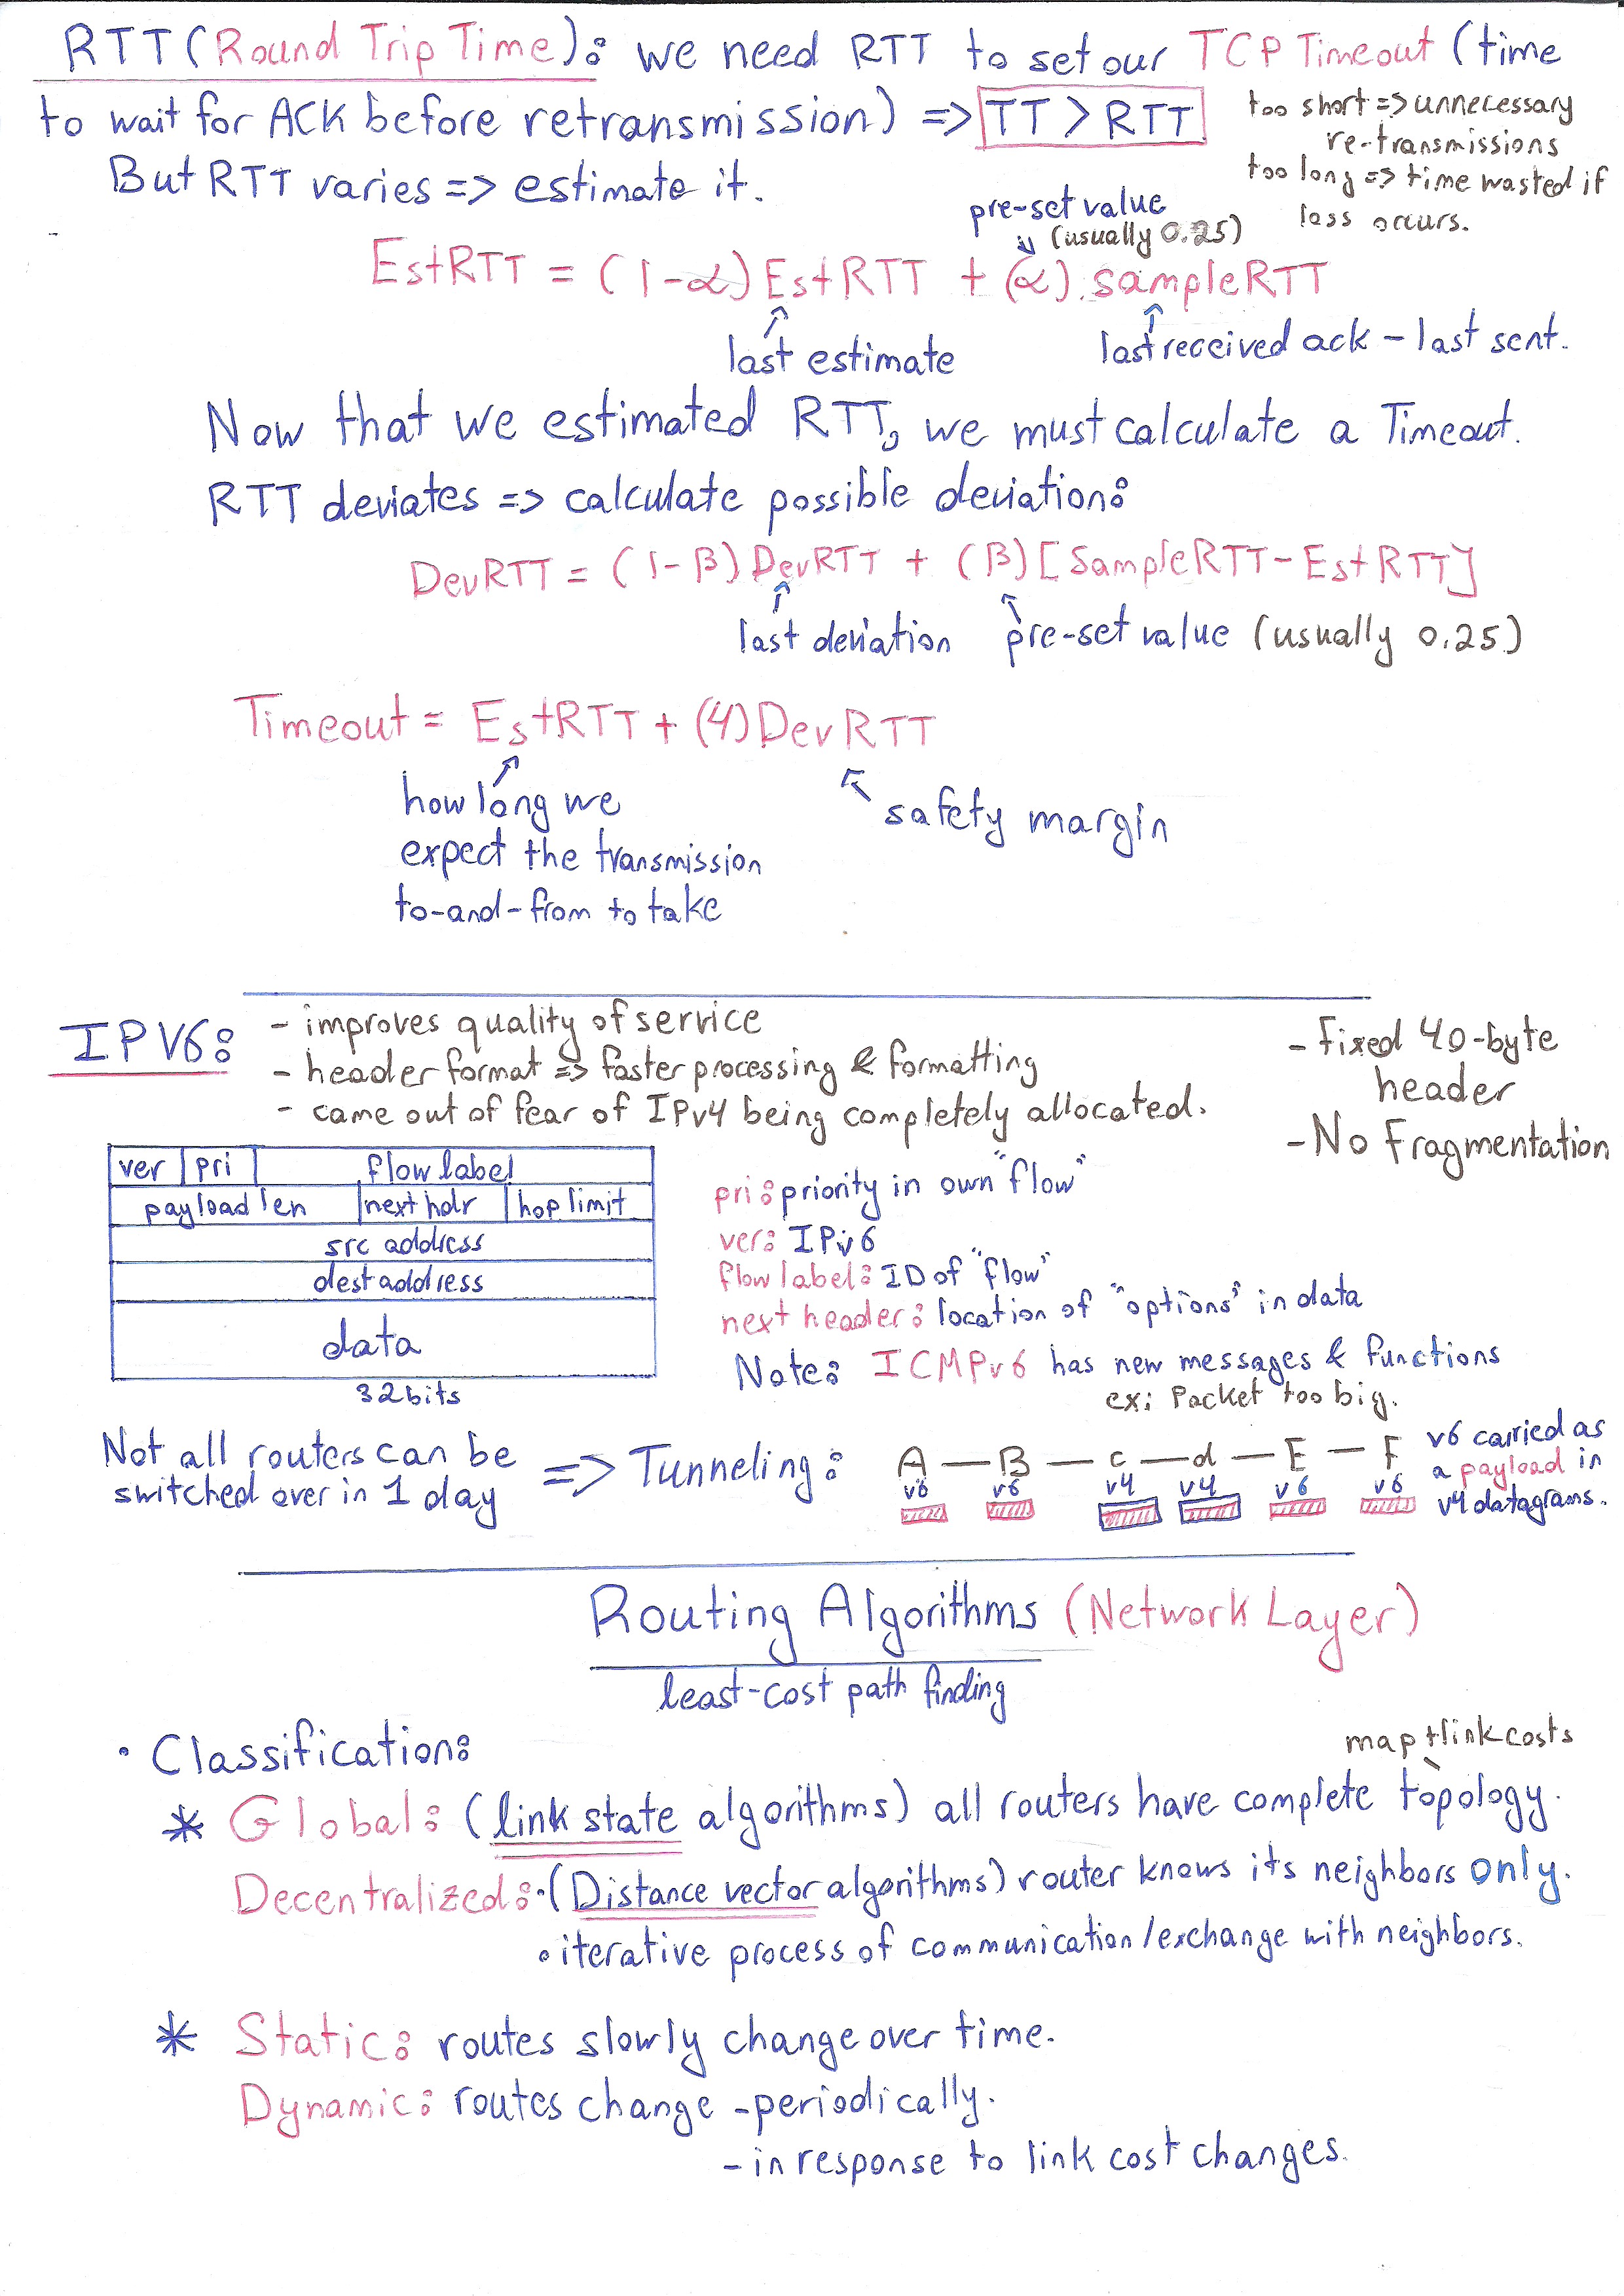 RTT (Round Trip Time): we need RTT to set our TCP Timeout (time
to wait for ACK before retransmission) => TT > RTT
too short => unnecessary
re-transmissions
too long => time wasted if
loss occurs.
But RTT varies => estimate it.
pre-set value
(usually 0.25)
EstRTT = (1-α) EstRTT + (α). sampleRTT
last estimate
last received ack - last sent.
Now that we estimated RTT, we must calculate a Timeout.
RTT deviates => calculate possible deviation:
DevRTT = (1-β) DevRTT + (β) [SampleRTT - EstRTT]
last deviation
pre-set value (usually 0.25)
Timeout = EstRTT + (4) DevRTT
how long we
expect the transmission
to-and-from to take
safety margin
IPV6:
- improves quality of service
- header format => faster processing & formatting
- came out of fear of IPv4 being completely allocated.
- Fixed 40-byte
header
- No Fragmentation
ver pri flow label
payload len next hdr hop limit
src address
dest address
data
32 bits
pri: priority in own "flow"
ver: IPv6
flow label: ID of "flow"
next header: location of "options" in data
Note: ICMPv6 has new messages & functions
ex: Packet too big.
Not all routers can be
switched over in 1 day
=> Tunneling:
A — B — c — d — E — F
v6 v6 v4 v4 v6 v6
v6 carried as
a payload in
v4 datagrams.
Routing Algorithms (Network Layer)
least-cost path finding
• Classification:
map + link costs
* Global: (link state algorithms) all routers have complete topology.
Decentralized: • (Distance vector algorithms) router knows its neighbors only.
• iterative process of communication/exchange with neighbors.
* Static: routes slowly change over time.
Dynamic: routes change - periodically.
- in response to link cost changes.